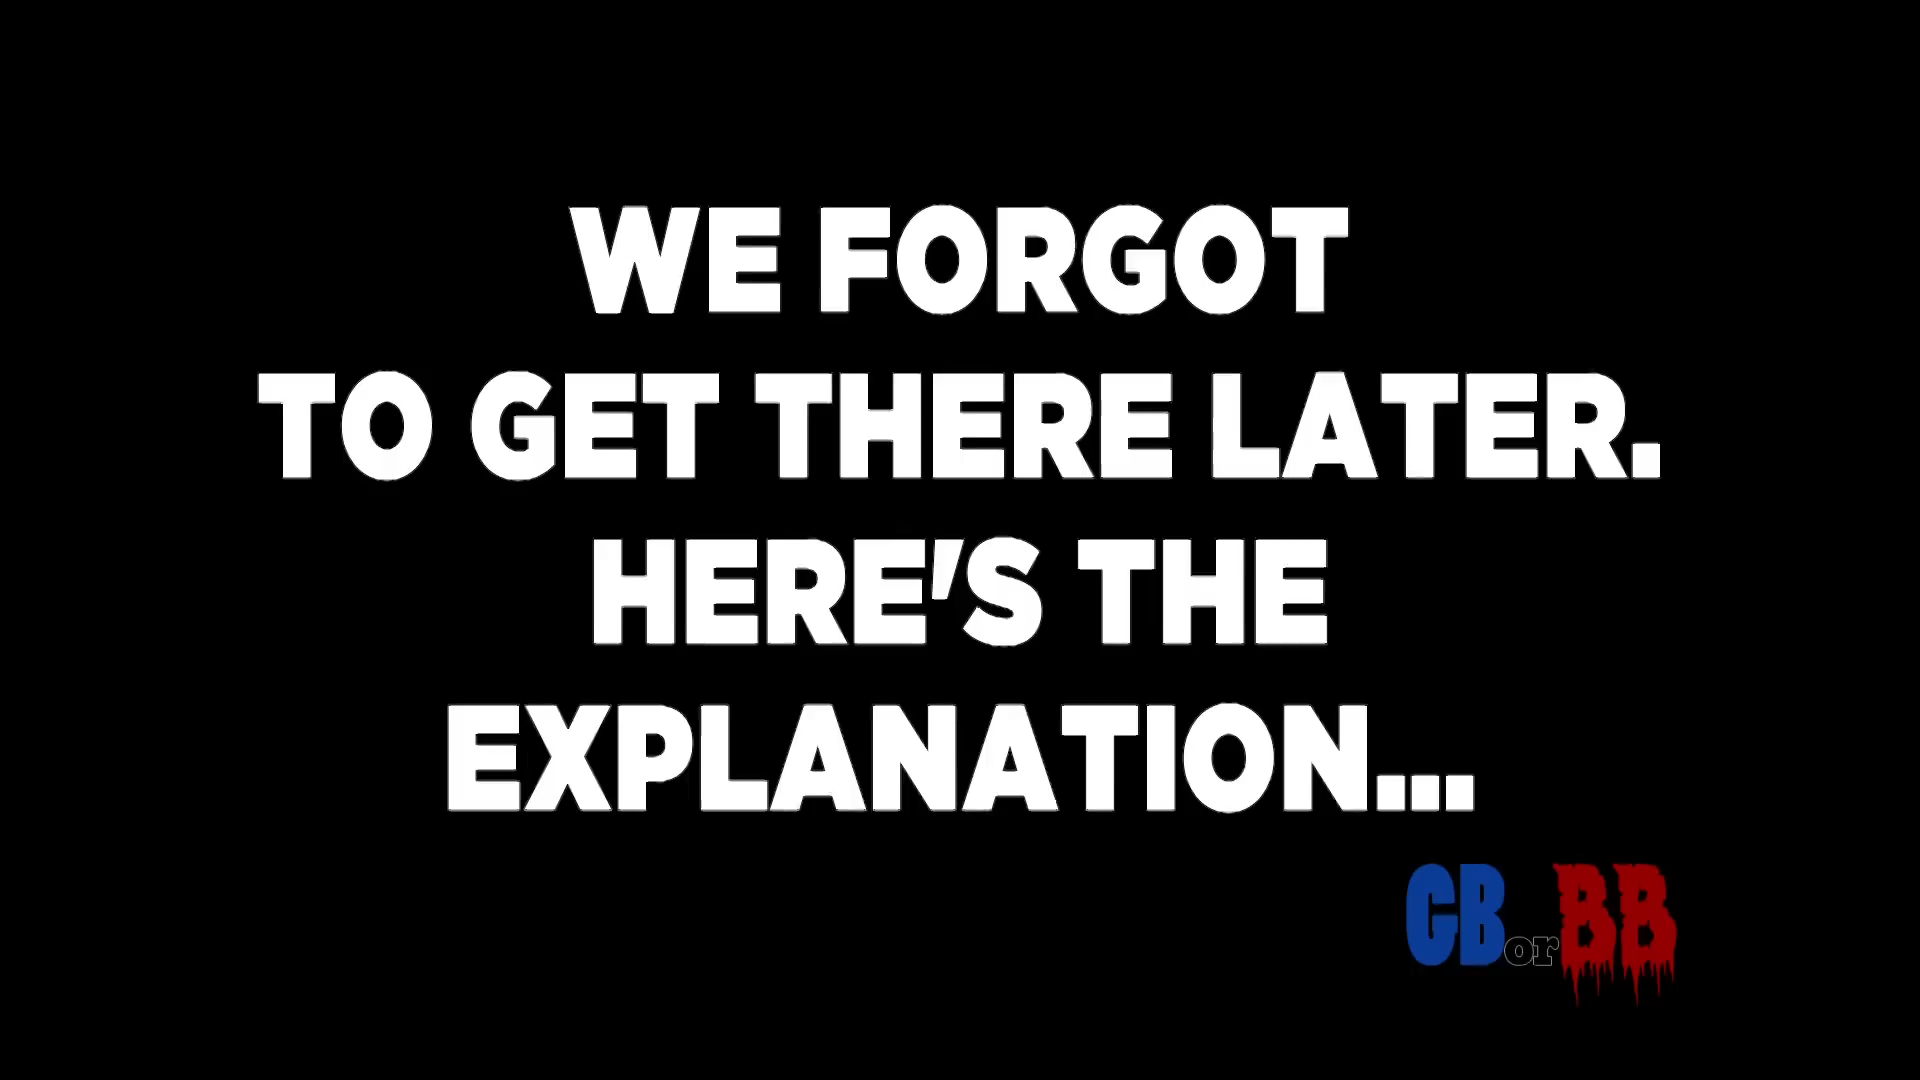 WE FORGOT
TO GET THERE LATER.
HERE'S THE
EXPLANATION...
GB or BB